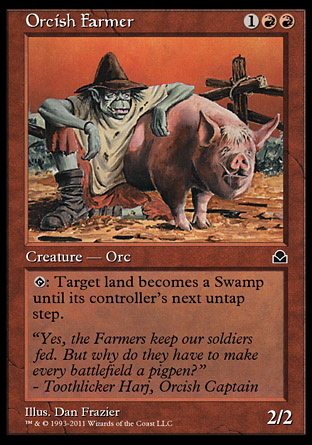 Orcish Farmer 1
Creature — Orc
: Target land becomes a Swamp
until its controller's next untap
step.
“Yes, the Farmers keep our soldiers
fed. But why do they have to make
every battlefield a pigpen?”
- Toothlicker Harj, Orcish Captain
Illus. Dan Frazier
™ & © 1993-2011 Wizards of the Coast LLC
2/2